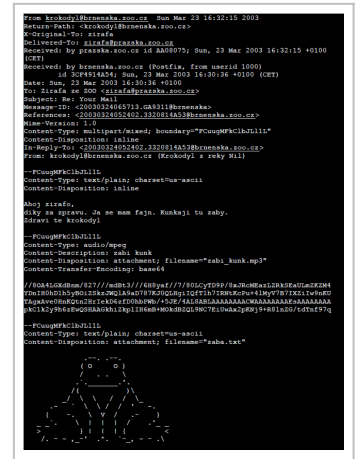 From krokodyl@brnenska.zoo.cz  Sun Mar 23 16:32:15 2003
Return-Path: <krokodyl@brnenska.zoo.cz>
X-Original-To: zirafa
Delivered-To: zirafa@prazska.zoo.cz
Received: by prazska.zoo.cz id AA08075; Sun, 23 Mar 2003 16:32:15 +0100
(CET)
Received: by brnenska.zoo.cz (Postfix, from userid 1000)
        id 3CF4914A54; Sun, 23 Mar 2003 16:30:36 +0100 (CET)
Date: Sun, 23 Mar 2003 16:30:36 +0100
To: Zirafa ze ZOO <zirafa@prazska.zoo.cz>
Subject: Re: Your Mail
Message-ID: <20030324065713.GA9311@brnenska>
References: <20030324002402.3320814A53@brnenska.zoo.cz>
Mime-Version: 1.0
Content-Type: multipart/mixed; boundary="FCuugMFkClbJLl1L"
Content-Disposition: inline
In-Reply-To: <20030324002402.3320814A53@brnenska.zoo.cz>
From: krokodyl@brnenska.zoo.cz (Krokodyl z reky Nil)
--FCuugMFkClbJLl1L
Content-Type: text/plain; charset=us-ascii
Content-Disposition: inline
Ahoj zirafo,
diky za zpravu. Ja se mam fajn. Kunkaji tu zaby.
Zdravi te krokodyl
--FCuugMFkClbJLl1L
Content-Type: audio/mpeg
Content-Description: zabi kunk
Content-Disposition: attachment; filename="zabi_kunk.mp3"
Content-Transfer-Encoding: base64
--FCuugMFkClbJLl1L
Content-Type: text/plain; charset=us-ascii
Content-Disposition: attachment; filename="zaba.txt"